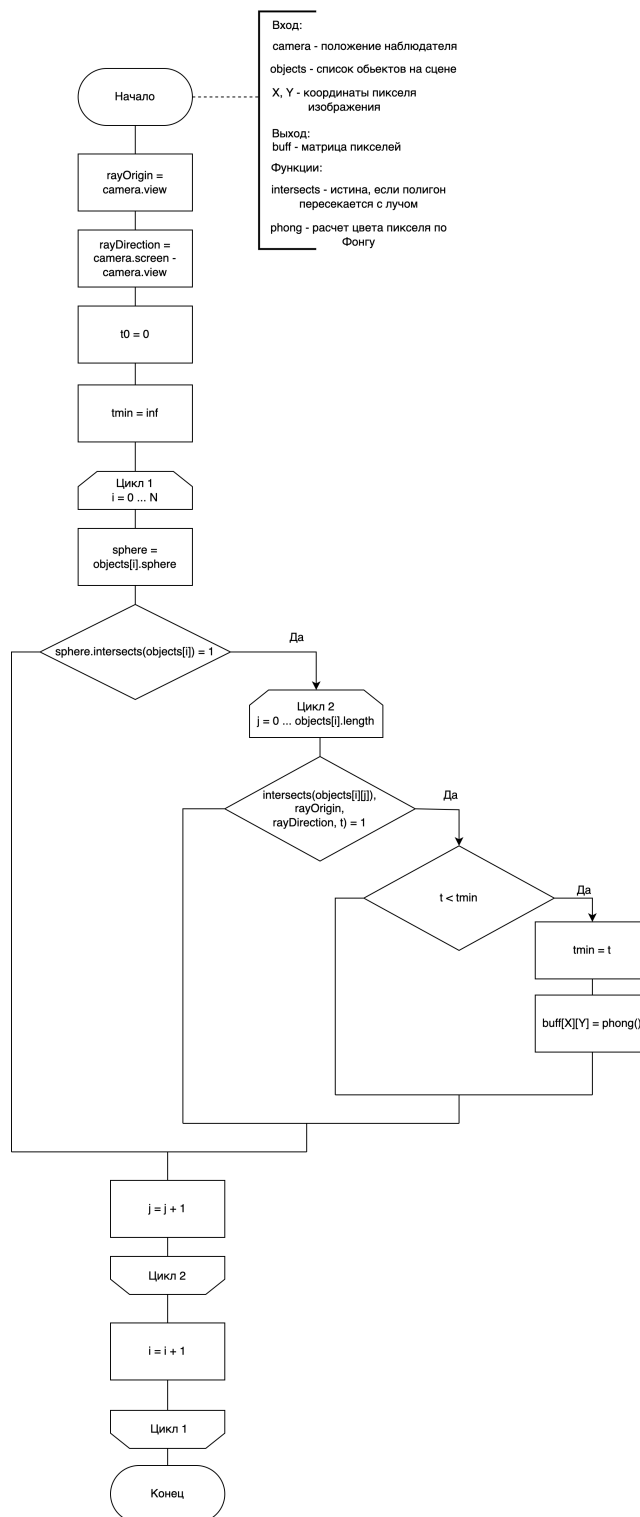 Вход:
camera - положение наблюдателя
objects - список обьектов на сцене
X, Y - координаты пикселя
изображения
Выход:
buff - матрица пикселей
Функции:
intersects - истина, если полигон
пересекается с лучом
phong - расчет цвета пикселя по
Фонгу
Начало
rayOrigin =
camera.view
rayDirection =
camera.screen -
camera.view
t0 = 0
tmin = inf
Цикл 1
i = 0 ... N
sphere =
objects[i].sphere
sphere.intersects(objects[i]) = 1
Да
Цикл 2
j = 0 ... objects[i].length
intersects(objects[i][j]),
rayOrigin,
rayDirection, t) = 1
Да
t < tmin
Да
tmin = t
buff[X][Y] = phong()
j = j + 1
Цикл 2
i = i + 1
Цикл 1
Конец